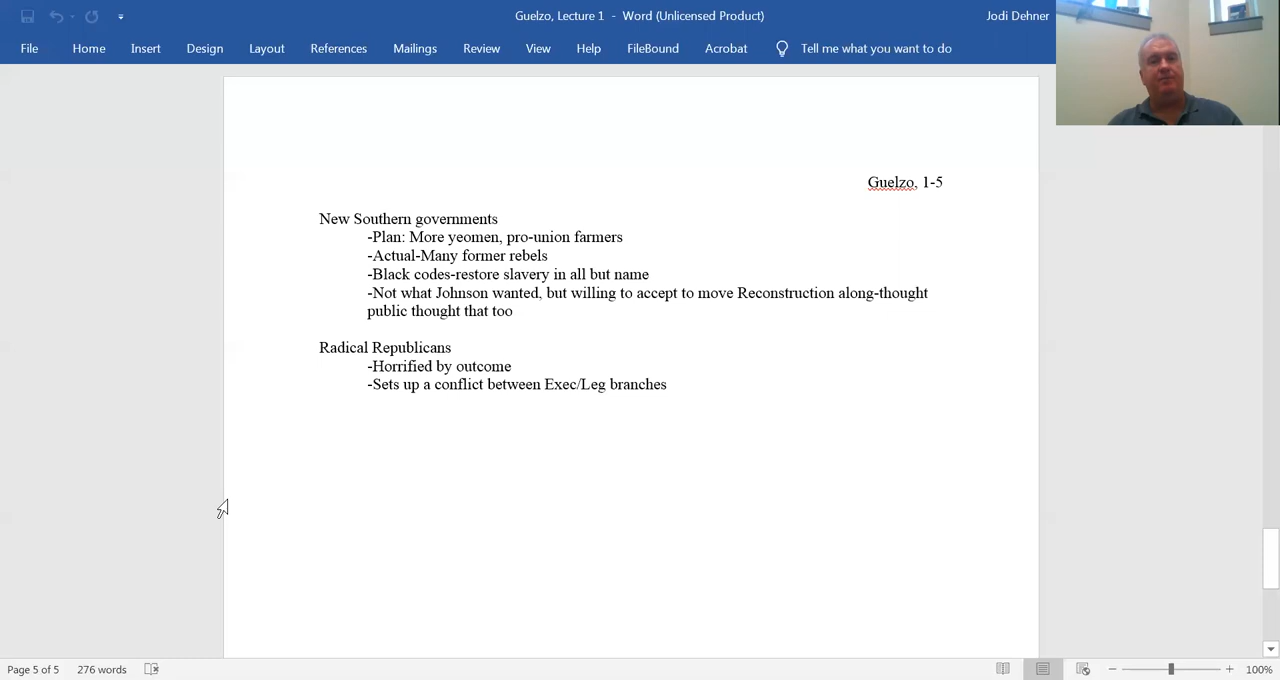 Guelzo, Lecture 1 - Word (Unlicensed Product)
Jodi Dehner
File Home Insert Design Layout References Mailings Review View Help FileBound Acrobat Tell me what you want to do
Guelzo, 1-5
New Southern governments
-Plan: More yeomen, pro-union farmers
-Actual-Many former rebels
-Black codes-restore slavery in all but name
-Not what Johnson wanted, but willing to accept to move Reconstruction along-thought
public thought that too
Radical Republicans
-Horrified by outcome
-Sets up a conflict between Exec/Leg branches
Page 5 of 5 276 words
100%